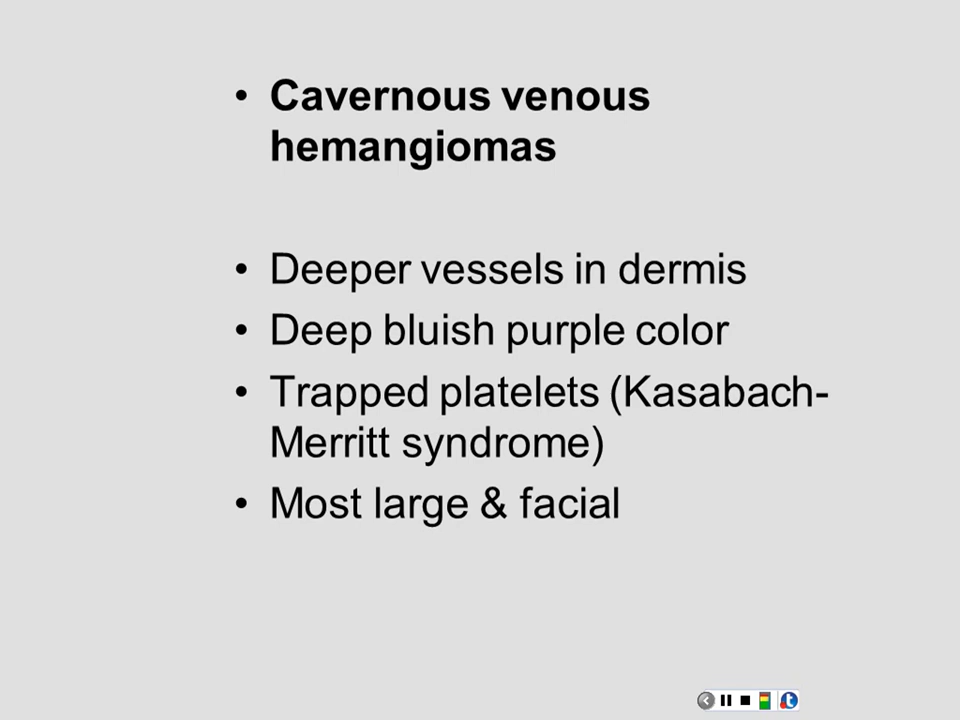 • Cavernous venous
hemangiomas
• Deeper vessels in dermis
• Deep bluish purple color
• Trapped platelets (Kasabach-
Merritt syndrome)
• Most large & facial
t